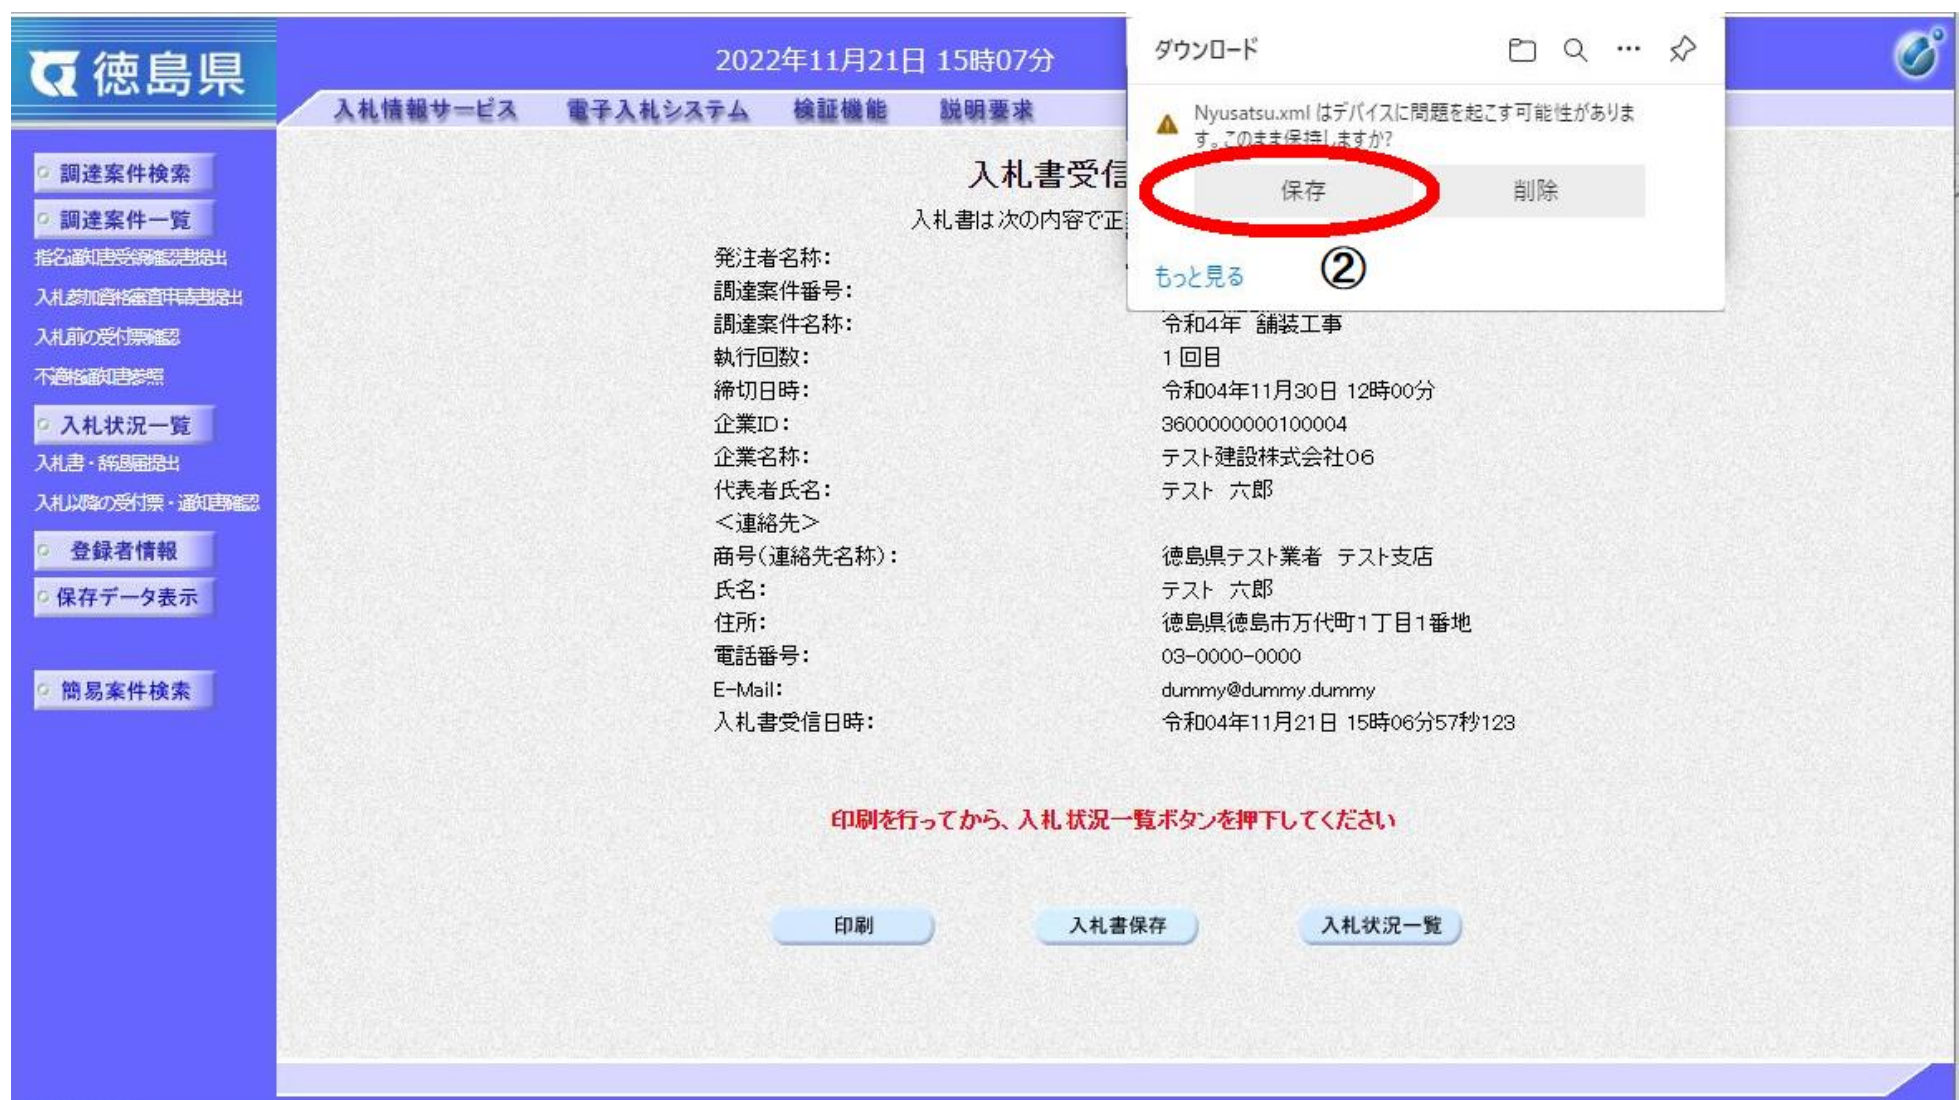 徳島県
2022年11月21日 15時07分
入札情報サービス 電子入札システム 検証機能 説明要求
調達案件検索
調達案件一覧
指名通知書受領確認書提出
入札参加資格審査申請書提出
入札前の受付票確認
不適格通知書参照
入札状況一覧
入札書・辞退届提出
入札以降の受付票・通知書確認
登録者情報
保存データ表示
簡易案件検索
ダウンロード
Nyusatsu.xml はデバイスに問題を起こす可能性がありま
す。このまま保持しますか?
保存 削除
もっと見る
②
入札書受信
入札書は次の内容で正
発注者名称:
調達案件番号:
調達案件名称: 令和4年 舗装工事
執行回数: 1回目
締切日時: 令和04年11月30日 12時00分
企業ID: 3600000000100004
企業名称: テスト建設株式会社06
代表者氏名: テスト 六郎
<連絡先>
商号(連絡先名称): 徳島県テスト業者 テスト支店
氏名: テスト 六郎
住所: 徳島県徳島市万代町1丁目1番地
電話番号: 03-0000-0000
E-Mail: dummy@dummy.dummy
入札書受信日時: 令和04年11月21日 15時06分57秒123
印刷を行ってから、入札状況一覧ボタンを押下してください
印刷 入札書保存 入札状況一覧